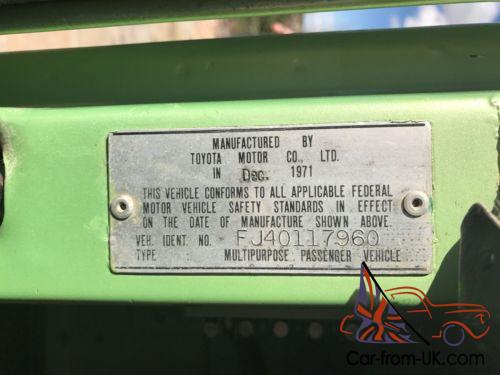 MANUFACTURED BY
TOYOTA MOTOR CO., LTD.
IN Dec. 1971
THIS VEHICLE CONFORMS TO ALL APPLICABLE FEDERAL
MOTOR VEHICLE SAFETY STANDARDS IN EFFECT
ON THE DATE OF MANUFACTURE SHOWN ABOVE.
VEH. IDENT. NO. FJ40117960
TYPE : MULTIPURPOSE PASSENGER VEHICLE
Car-from-UK.com